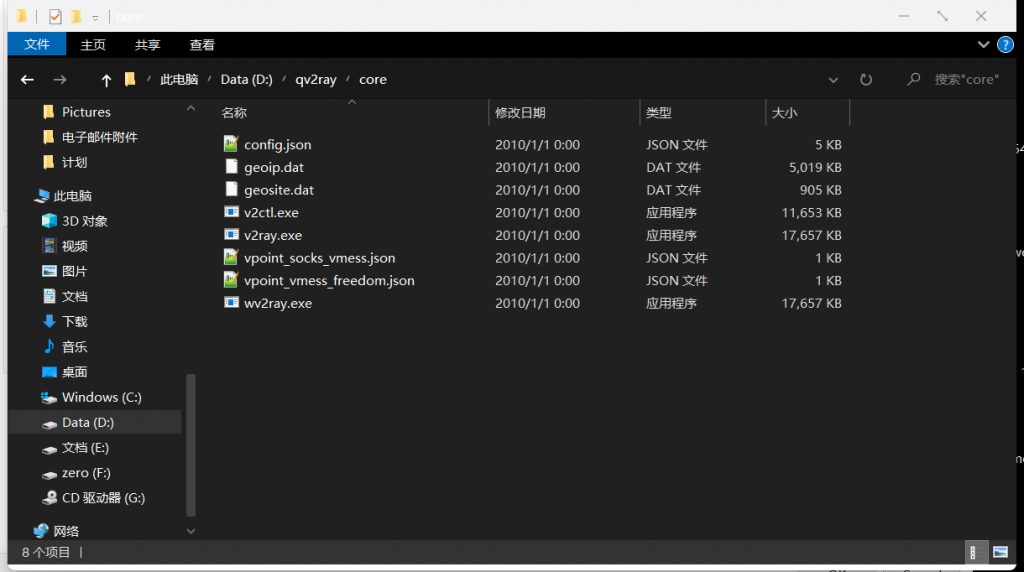 core
文件 主页 共享 查看
此电脑 Data (D:) qv2ray core 搜索"core"
名称 修改日期 类型 大小
Pictures
电子邮件附件
计划
此电脑
3D 对象
视频
图片
文档
下载
音乐
桌面
Windows (C:)
Data (D:)
文档 (E:)
zero (F:)
CD 驱动器 (G:)
网络
config.json 2010/1/1 0:00 JSON 文件 5 KB
geoip.dat 2010/1/1 0:00 DAT 文件 5,019 KB
geosite.dat 2010/1/1 0:00 DAT 文件 905 KB
v2ctl.exe 2010/1/1 0:00 应用程序 11,653 KB
v2ray.exe 2010/1/1 0:00 应用程序 17,657 KB
vpoint_socks_vmess.json 2010/1/1 0:00 JSON 文件 1 KB
vpoint_vmess_freedom.json 2010/1/1 0:00 JSON 文件 1 KB
wv2ray.exe 2010/1/1 0:00 应用程序 17,657 KB
8 个项目